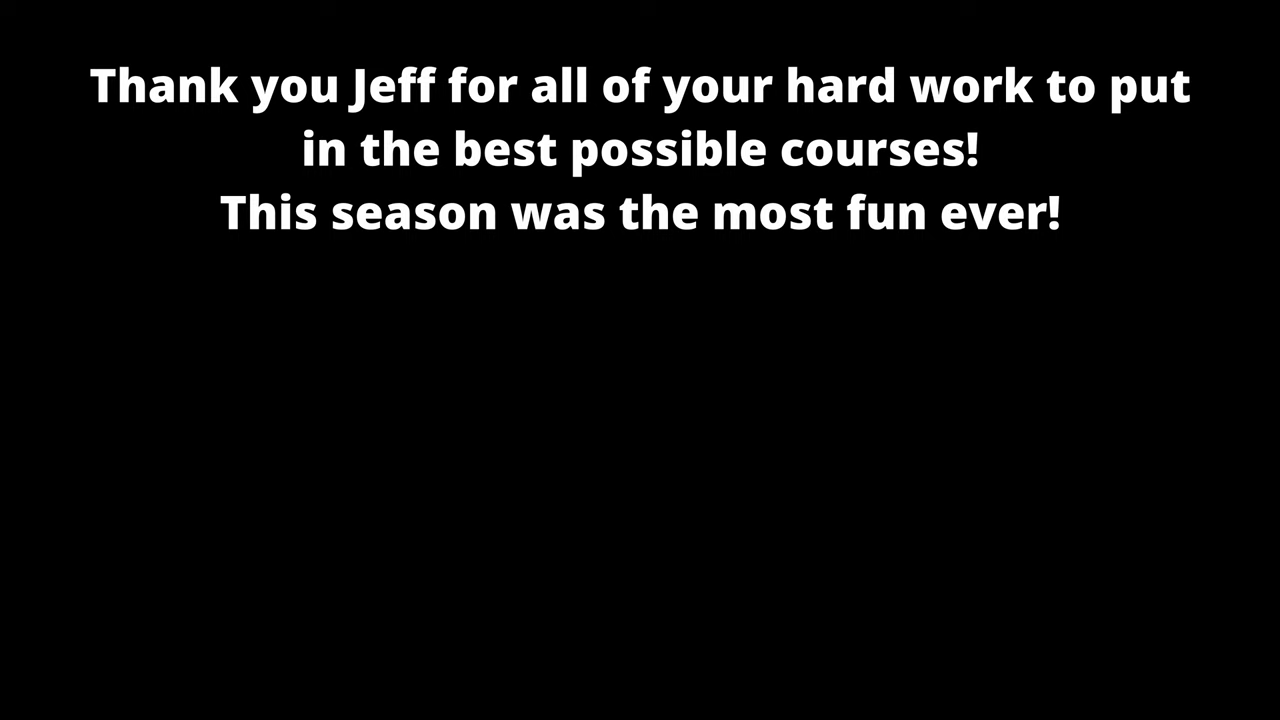 Thank you Jeff for all of your hard work to put
in the best possible courses!
This season was the most fun ever!